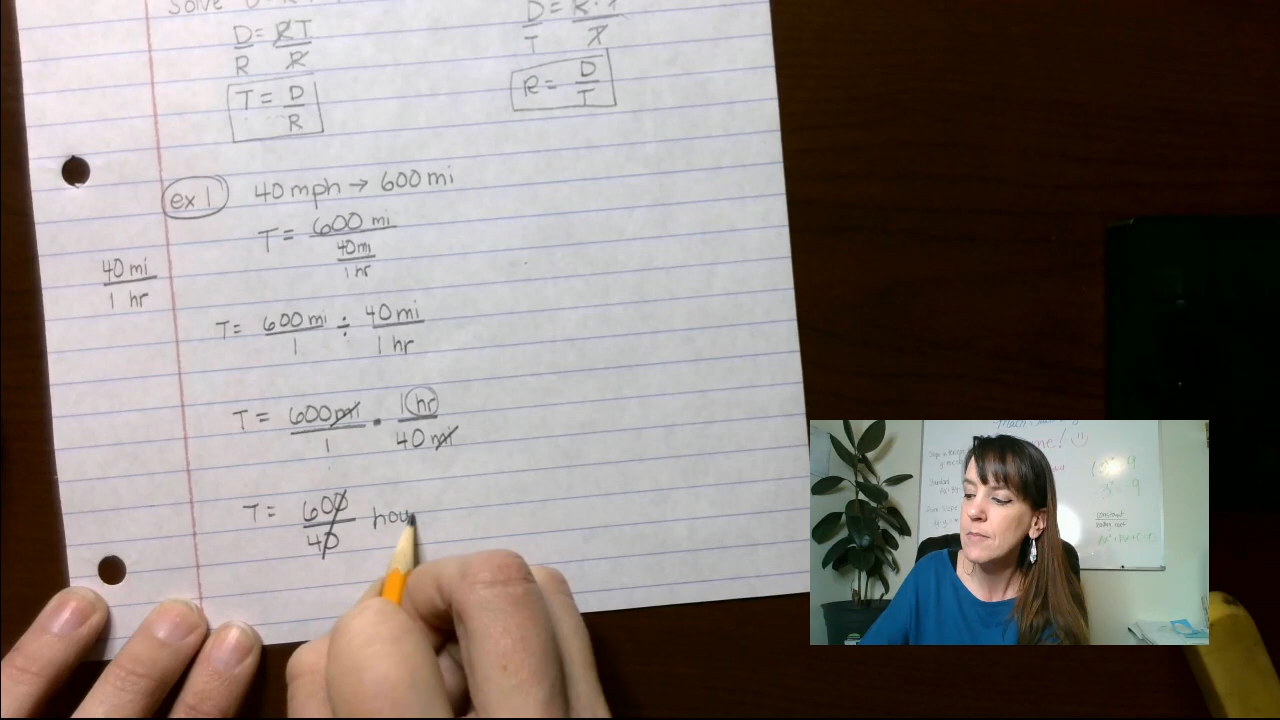 Solve
D = RT
R R
T = D
R
D = R · T
T T
R = D
T
ex 1 40 mph → 600 mi
T = 600 mi
40 mi
1 hr
40 mi
1 hr
T = 600 mi ÷ 40 mi
1 1 hr
T = 600 mi · 1 hr
1 40 mi
T = 600 hou
40